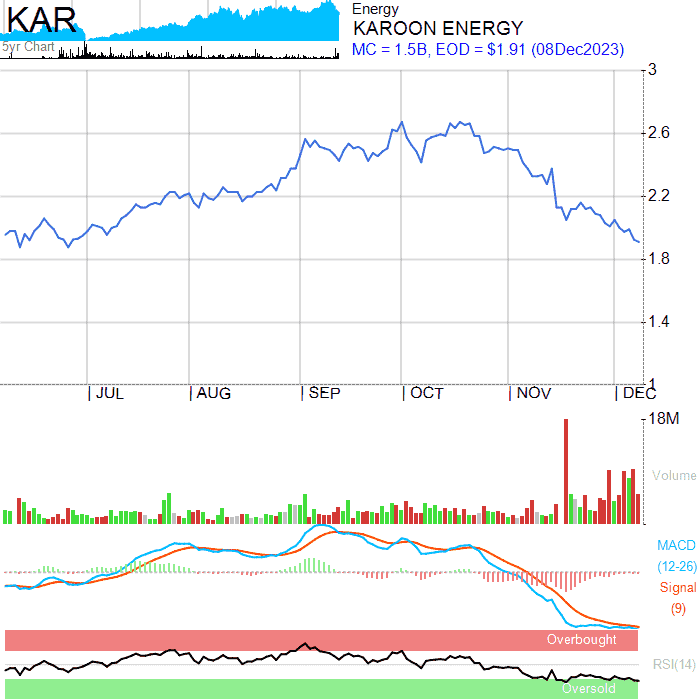 KAR
5yr Chart
Energy
KAROON ENERGY
MC = 1.5B, EOD = $1.91 (08Dec2023)
3
2.6
2.2
1.8
1.4
1
JUL AUG SEP OCT NOV DEC
18M
Volume
MACD
(12-26)
Signal
(9)
Overbought
RSI(14)
Oversold